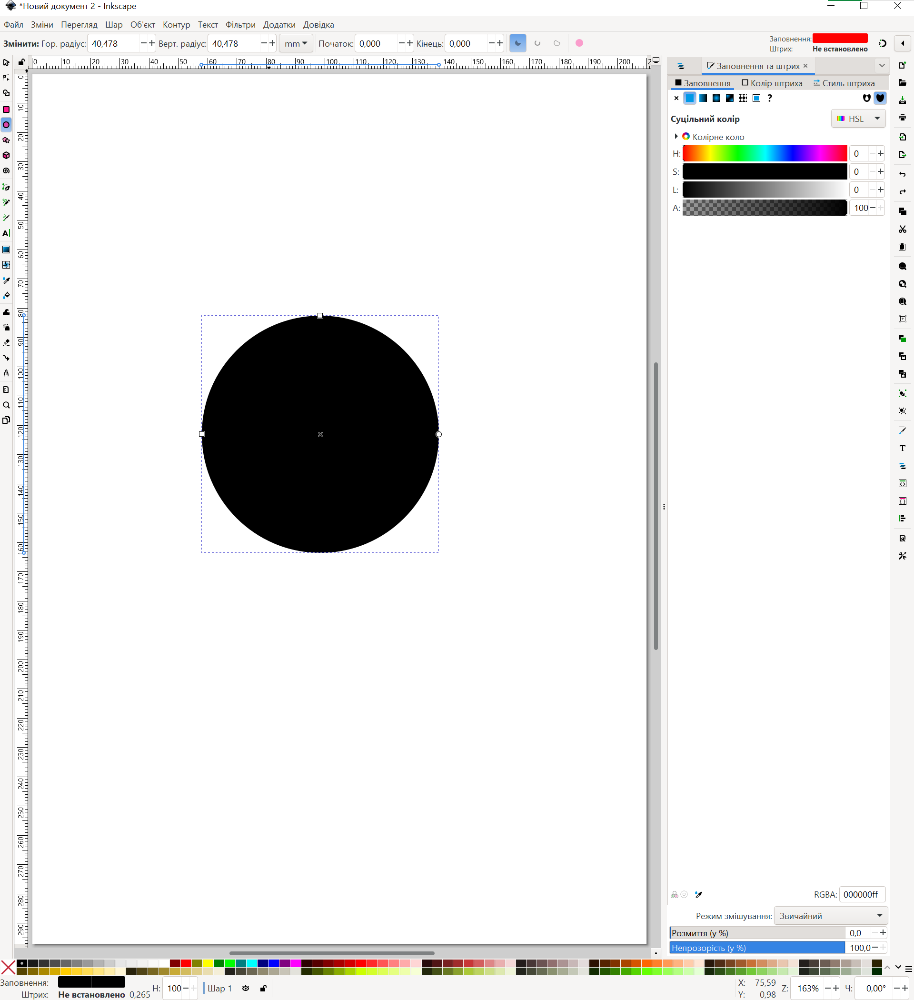 *Новий документ 2 - Inkscape
Файл Зміни Перегляд Шар Об'єкт Контур Текст Фільтри Додатки Довідка
Змінити: Гор. радіус: 40,478 Верт. радіус: 40,478 mm Початок: 0,000 Кінець: 0,000
Заповнення:
Штрих: Не встановлено
0 10 20 30 40 50 60 70 80 90 100 110 120 130 140 150 160 170 180 190 200
Заповнення та штрих
Заповнення Колір штриха Стиль штриха
?
Суцільний колір HSL
Колірне коло
H: 0
S: 0
L: 0
A: 100
0
10
20
30
40
50
60
70
80
90
100
110
120
130
140
150
160
170
180
190
200
210
220
230
240
250
260
270
280
290
RGBA: 000000ff
Режим змішування: Звичайний
Розмиття (у %) 0,0
Непрозорість (у %) 100,0
Заповнення: Н: 100 Шар 1
Штрих: Не встановлено 0,265
X: 75,59 Z: 163% Ч: 0,00°
Y: -0,98